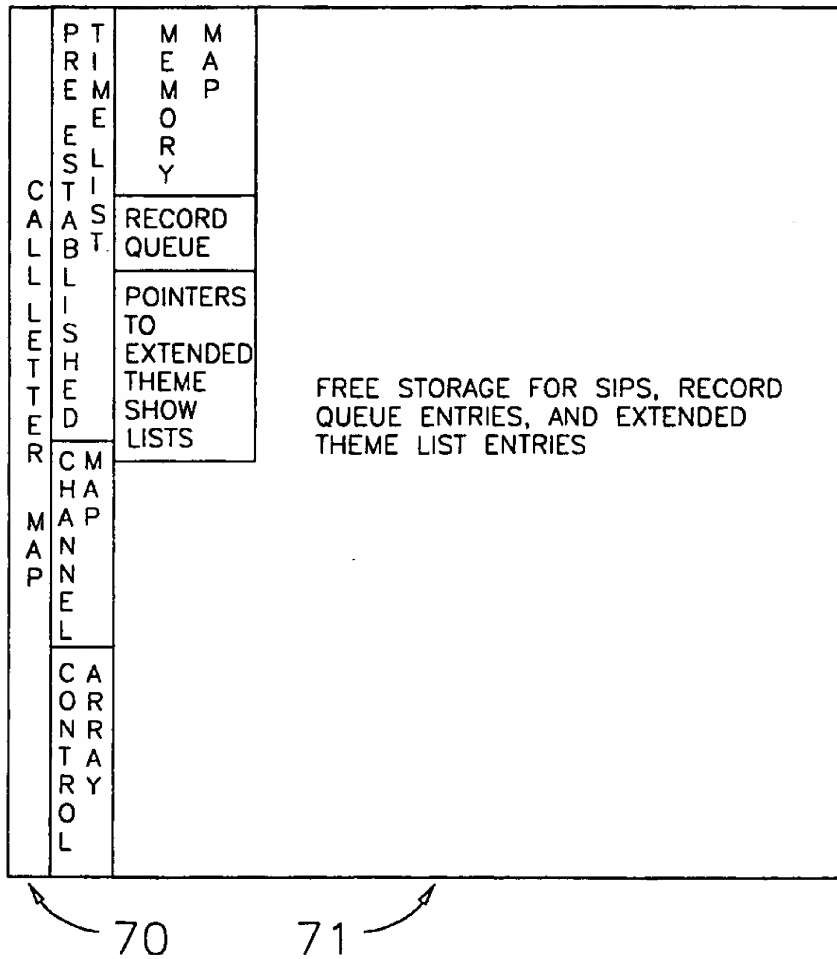 CALL LETTER MAP
PRE ESTABLISHED
TIME LIST
CHANNEL
MAP
CONTROL
ARRAY
MEMORY
MAP
RECORD
QUEUE
POINTERS
TO
EXTENDED
THEME
SHOW
LISTS
FREE STORAGE FOR SIPS, RECORD
QUEUE ENTRIES, AND EXTENDED
THEME LIST ENTRIES
70
71